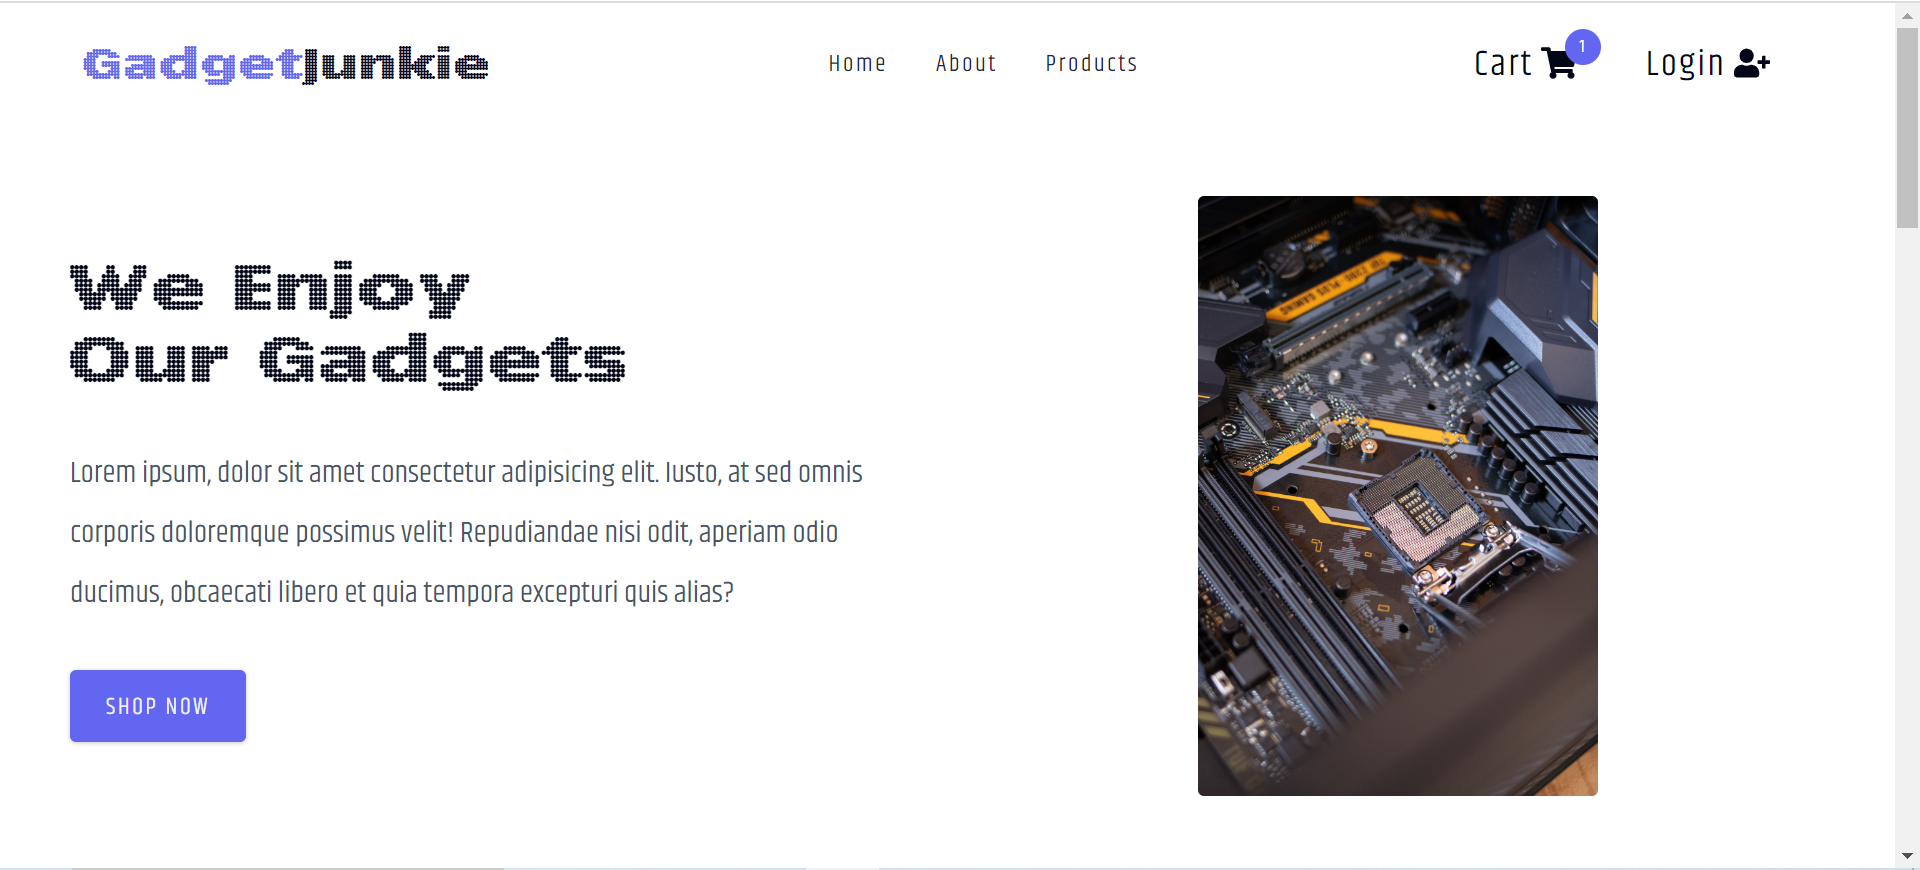 GadgetJunkie
Home About Products
Cart 1 Login
We Enjoy
Our Gadgets
Lorem ipsum, dolor sit amet consectetur adipisicing elit. Iusto, at sed omnis
corporis doloremque possimus velit! Repudiandae nisi odit, aperiam odio
ducimus, obcaecati libero et quia tempora excepturi quis alias?
SHOP NOW